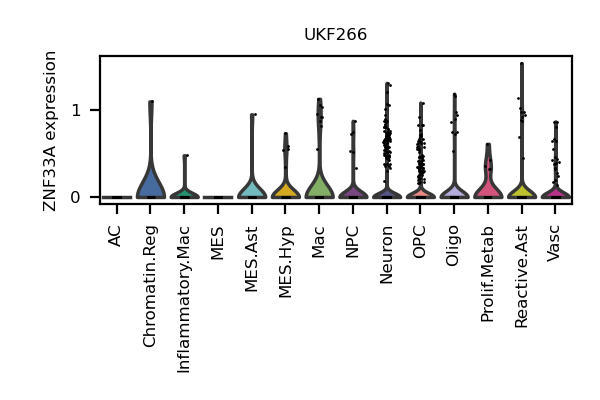 UKF266
ZNF33A expression
1
0
AC
Chromatin.Reg
Inflammatory.Mac
MES
MES.Ast
MES.Hyp
Mac
NPC
Neuron
OPC
Oligo
Prolif.Metab
Reactive.Ast
Vasc